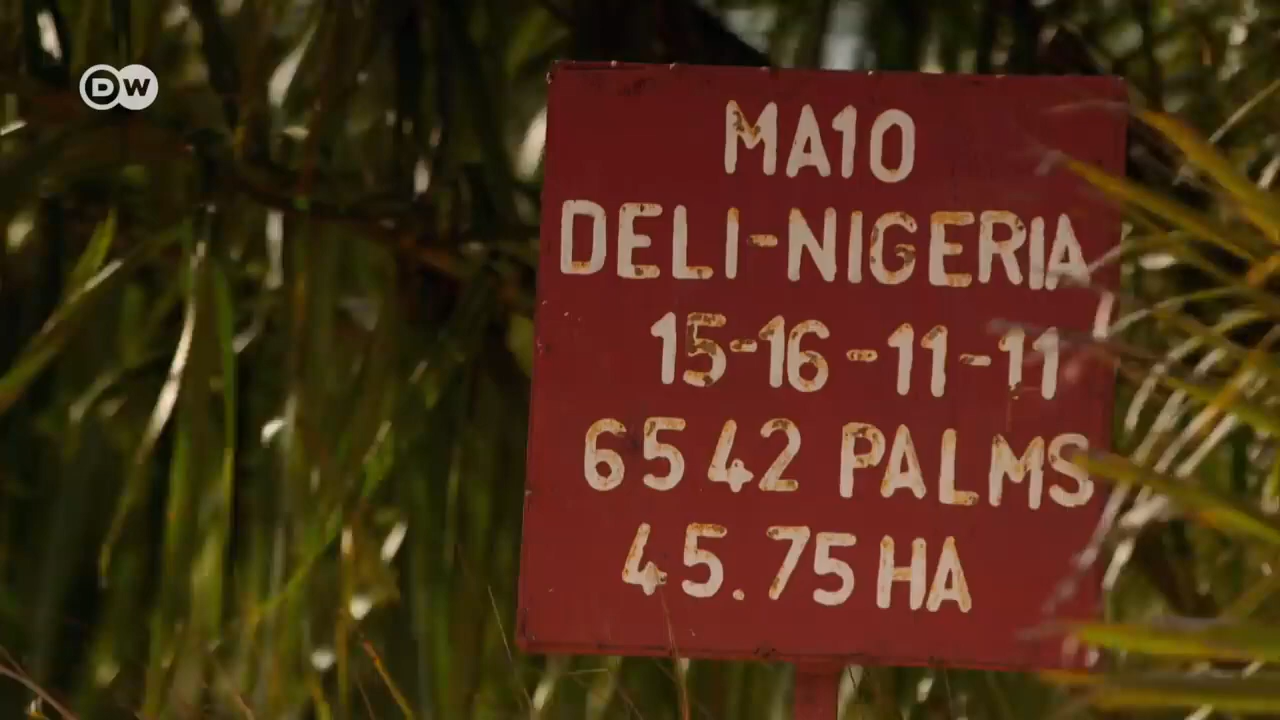 DW
MA10
DELI-NIGERIA
15-16-11-11
6542 PALMS
45.75 HA